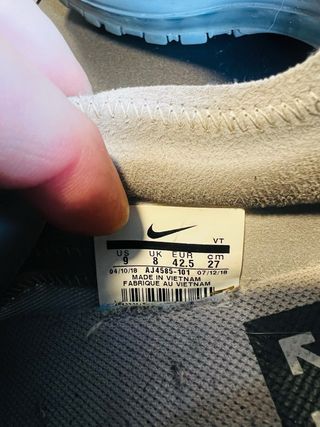 VT
US UK EUR cm
9 8 42.5 27
04/10/18 AJ4585-101 07/12/18
MADE IN VIETNAM
FABRIQUE AU VIETNAM